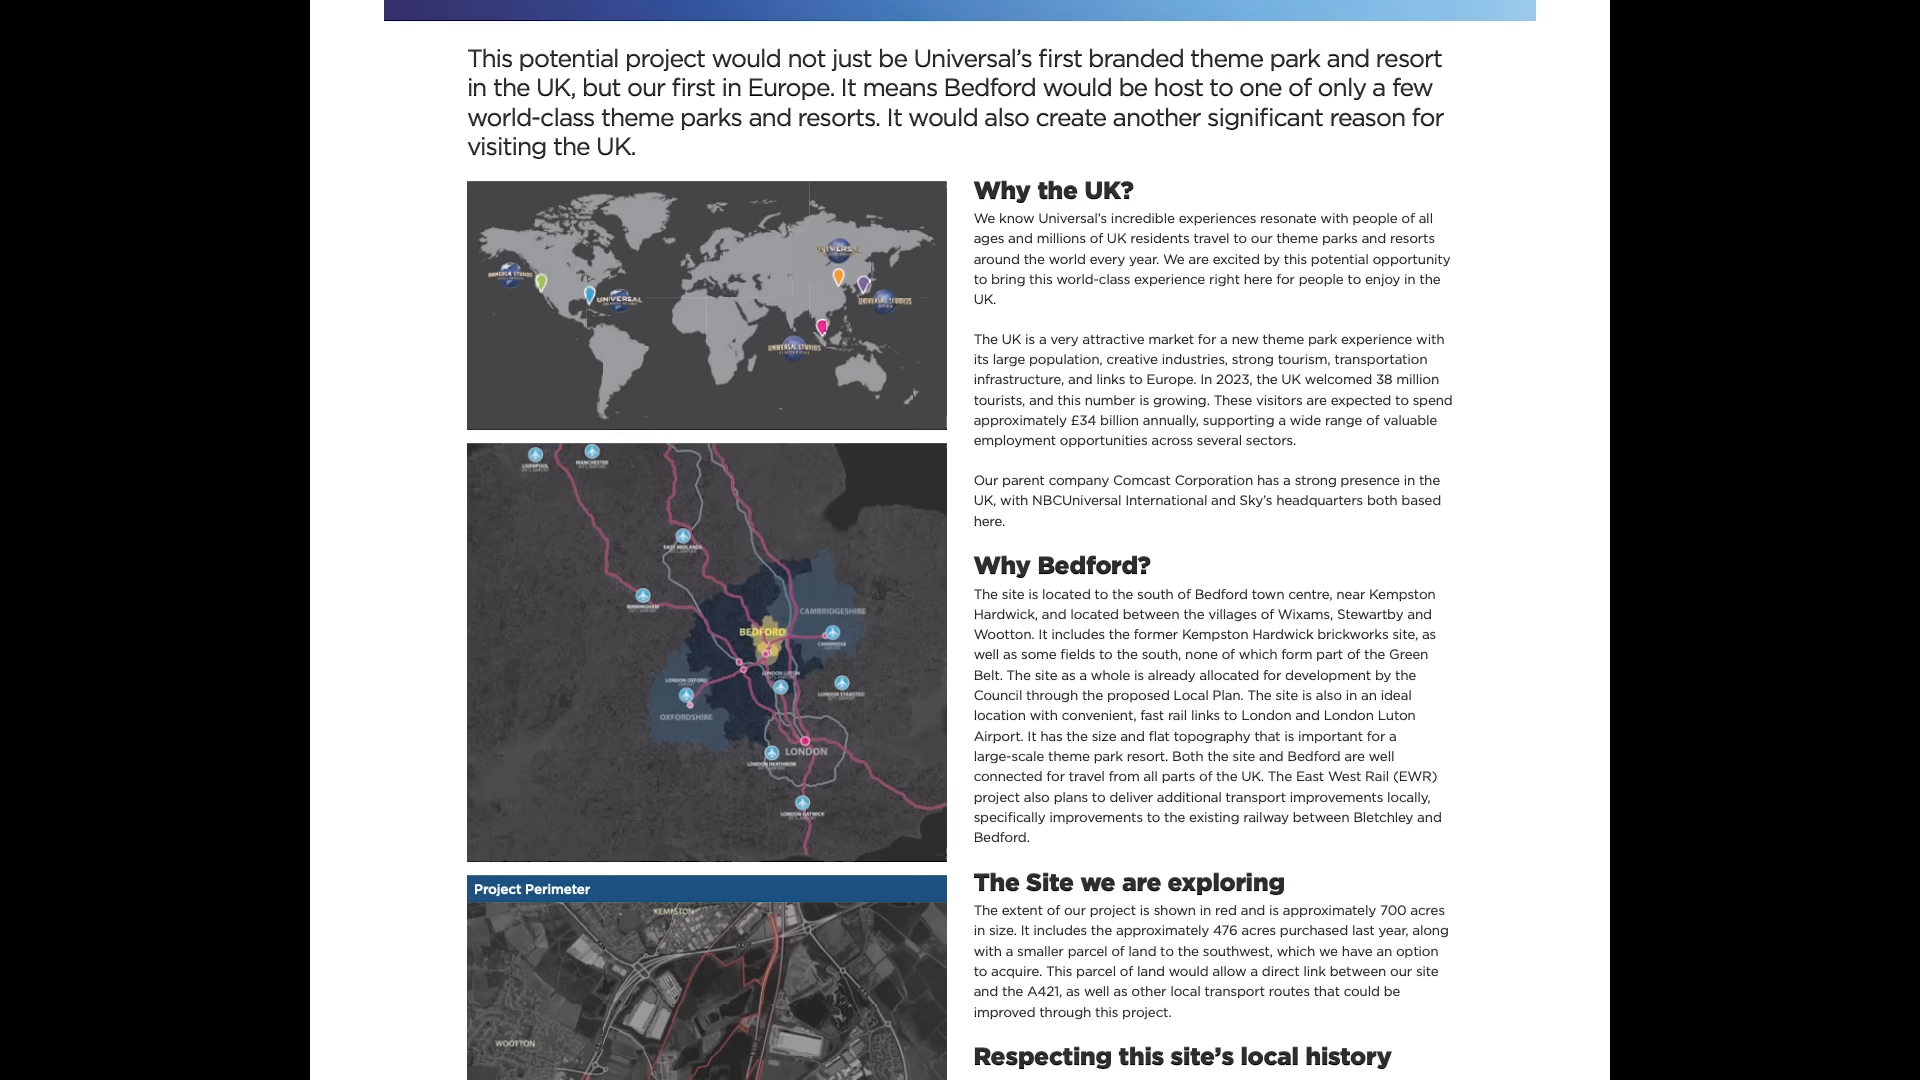 This potential project would not just be Universal's first branded theme park and resort
in the UK, but our first in Europe. It means Bedford would be host to one of only a few
world-class theme parks and resorts. It would also create another significant reason for
visiting the UK.
UNIVERSAL STUDIOS
UNIVERSAL
UNIVERSAL
UNIVERSAL STUDIOS
UNIVERSAL STUDIOS
LIVERPOOL
MANCHESTER
EAST MIDLANDS
BIRMINGHAM
CAMBRIDGESHIRE
BEDFORD
CAMBRIDGE
LONDON OXFORD
LONDON LUTON
LONDON STANSTED
OXFORDSHIRE
LONDON
LONDON HEATHROW
LONDON GATWICK
Project Perimeter
KEMPSTON
WOOTTON
Why the UK?
We know Universal's incredible experiences resonate with people of all
ages and millions of UK residents travel to our theme parks and resorts
around the world every year. We are excited by this potential opportunity
to bring this world-class experience right here for people to enjoy in the
UK.
The UK is a very attractive market for a new theme park experience with
its large population, creative industries, strong tourism, transportation
infrastructure, and links to Europe. In 2023, the UK welcomed 38 million
tourists, and this number is growing. These visitors are expected to spend
approximately £34 billion annually, supporting a wide range of valuable
employment opportunities across several sectors.
Our parent company Comcast Corporation has a strong presence in the
UK, with NBCUniversal International and Sky's headquarters both based
here.
Why Bedford?
The site is located to the south of Bedford town centre, near Kempston
Hardwick, and located between the villages of Wixams, Stewartby and
Wootton. It includes the former Kempston Hardwick brickworks site, as
well as some fields to the south, none of which form part of the Green
Belt. The site as a whole is already allocated for development by the
Council through the proposed Local Plan. The site is also in an ideal
location with convenient, fast rail links to London and London Luton
Airport. It has the size and flat topography that is important for a
large-scale theme park resort. Both the site and Bedford are well
connected for travel from all parts of the UK. The East West Rail (EWR)
project also plans to deliver additional transport improvements locally,
specifically improvements to the existing railway between Bletchley and
Bedford.
The Site we are exploring
The extent of our project is shown in red and is approximately 700 acres
in size. It includes the approximately 476 acres purchased last year, along
with a smaller parcel of land to the southwest, which we have an option
to acquire. This parcel of land would allow a direct link between our site
and the A421, as well as other local transport routes that could be
improved through this project.
Respecting this site's local history